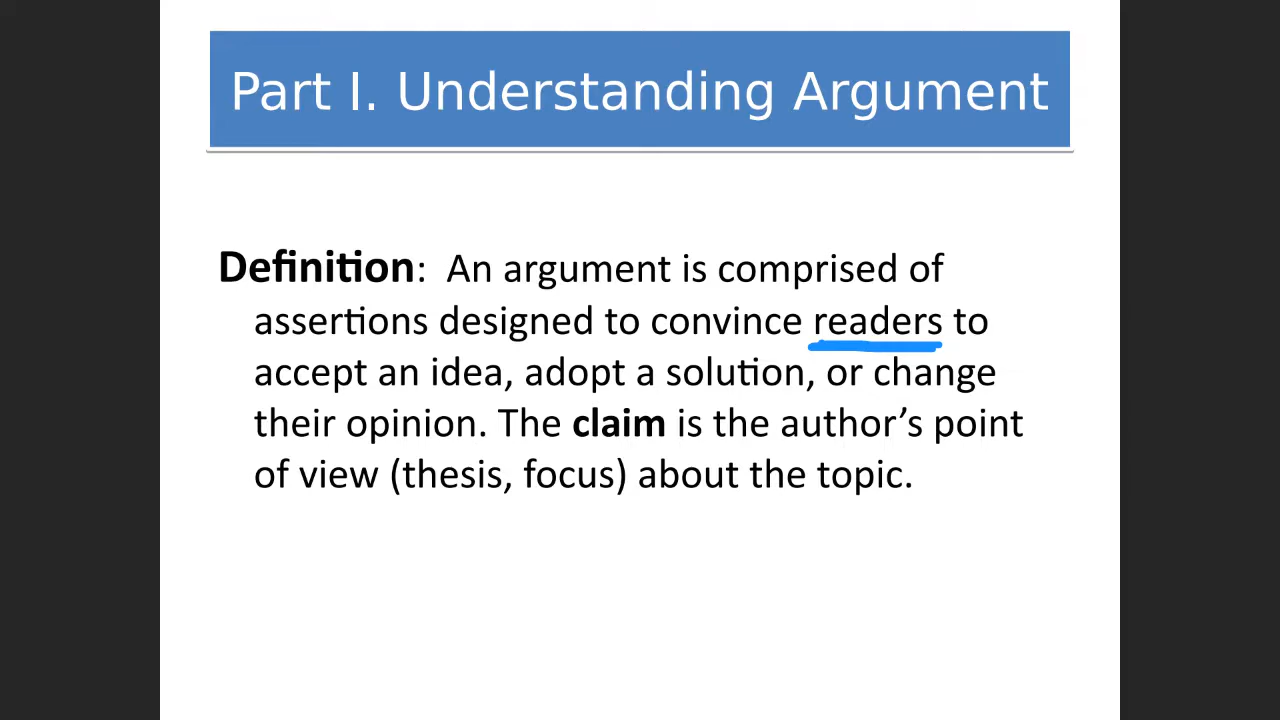 Part I. Understanding Argument
Definition:  An argument is comprised of
assertions designed to convince readers to
accept an idea, adopt a solution, or change
their opinion. The claim is the author’s point
of view (thesis, focus) about the topic.